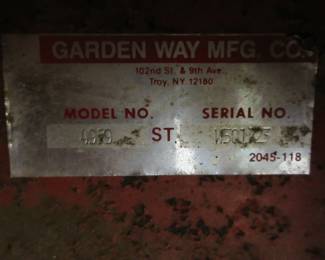 GARDEN WAY MFG. CO.
102nd St. & 9th Ave.
Troy, NY 12180
MODEL NO. SERIAL NO.
ST.
2045-118